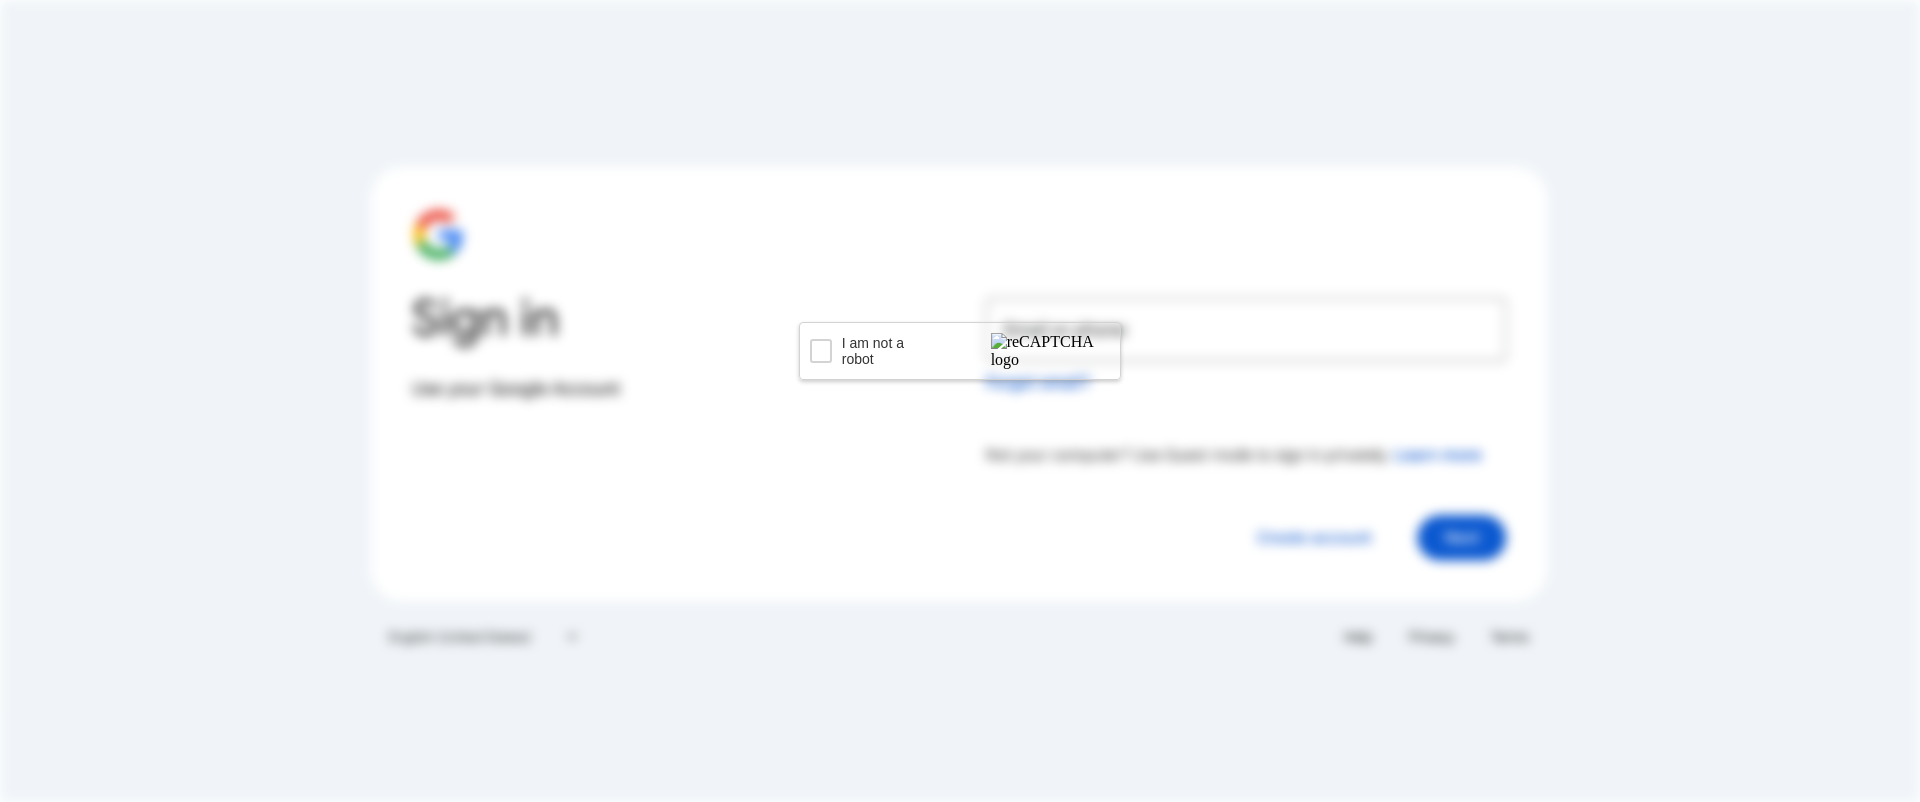 Sign in
Use your Google Account
I am not a
robot
reCAPTCHA
logo
Email or phone
Forgot email?
Not your computer? Use Guest mode to sign in privately. Learn more
Create account
Next
English (United States)
Help Privacy Terms